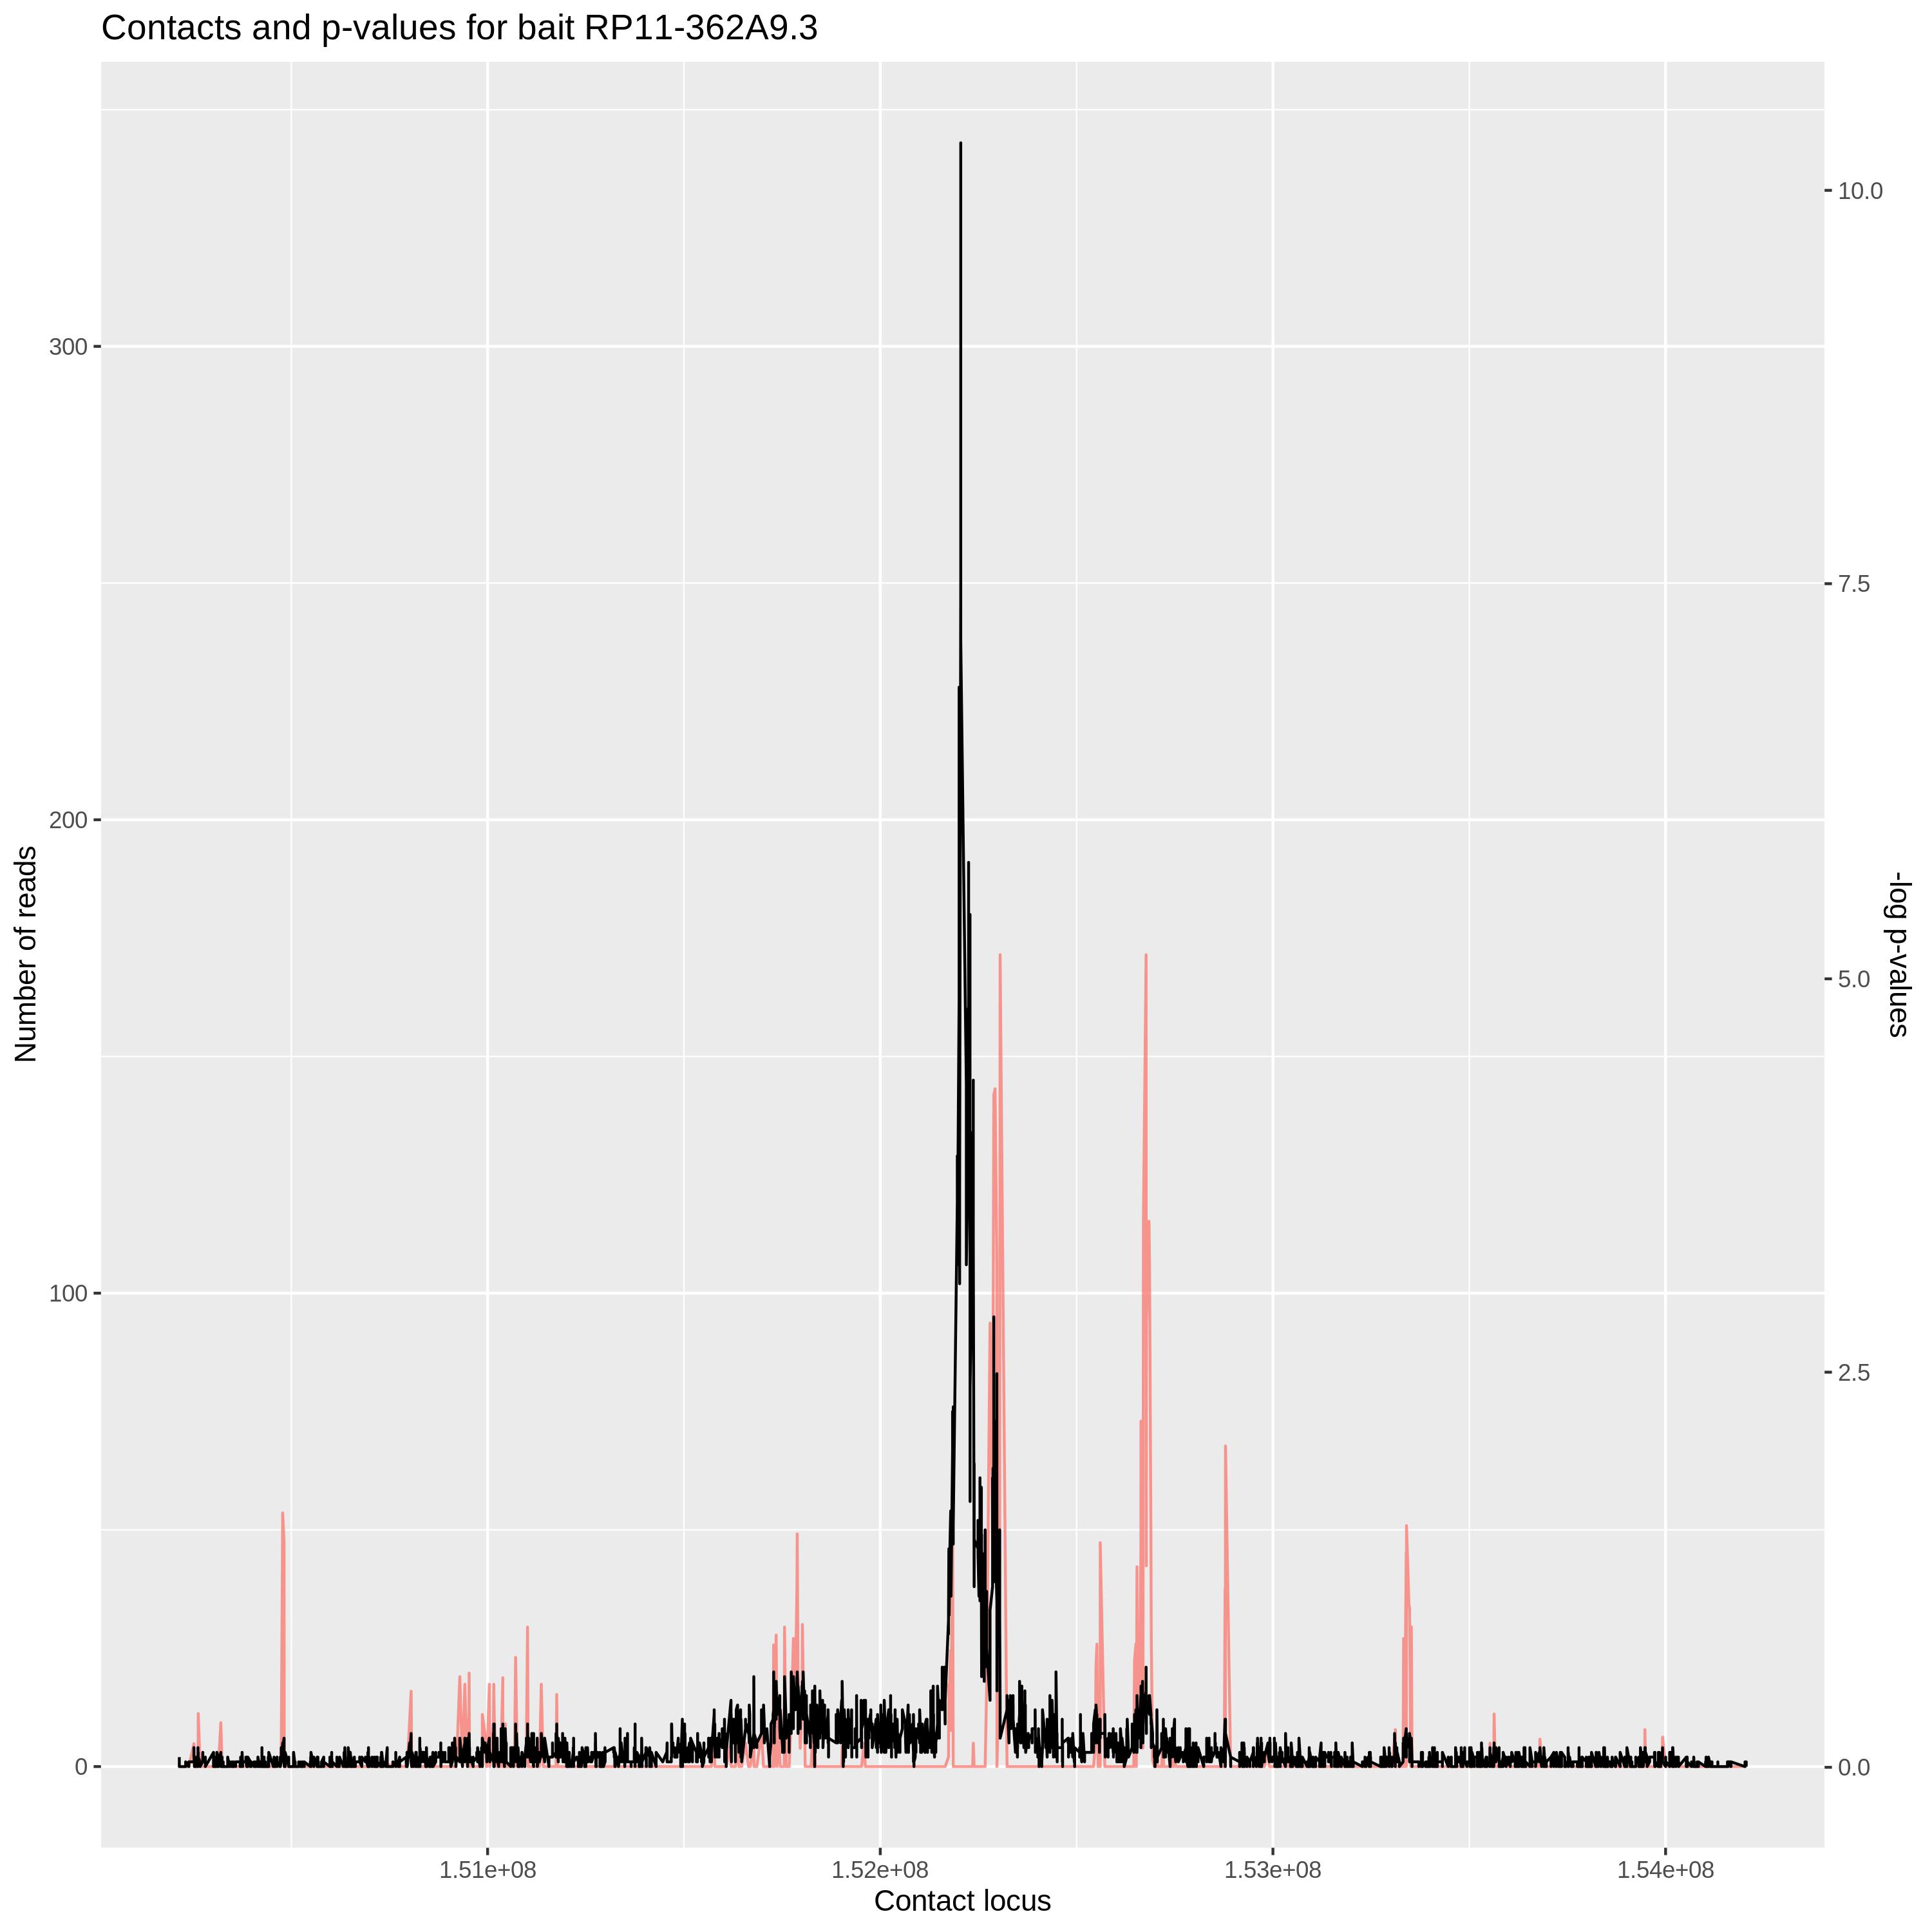 Contacts and p-values for bait RP11-362A9.3
300
200
100
0
Number of reads
10.0
7.5
5.0
2.5
0.0
-log p-values
1.51e+08
1.52e+08
1.53e+08
1.54e+08
Contact locus